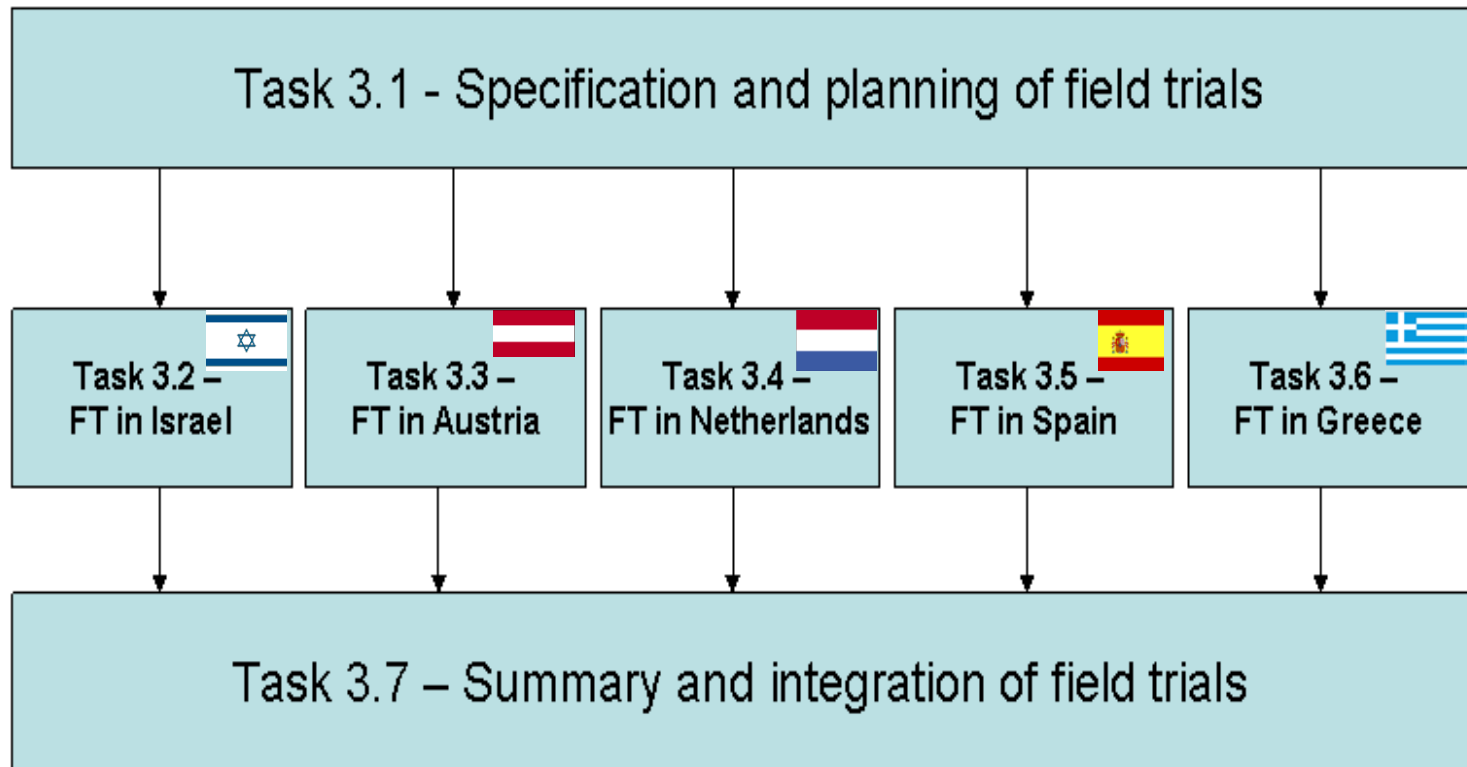 Task 3.1 - Specification and planning of field trials
Task 3.2 –
FT in Israel
Task 3.3 –
FT in Austria
Task 3.4 –
FT in Netherlands
Task 3.5 –
FT in Spain
Task 3.6 –
FT in Greece
Task 3.7 – Summary and integration of field trials